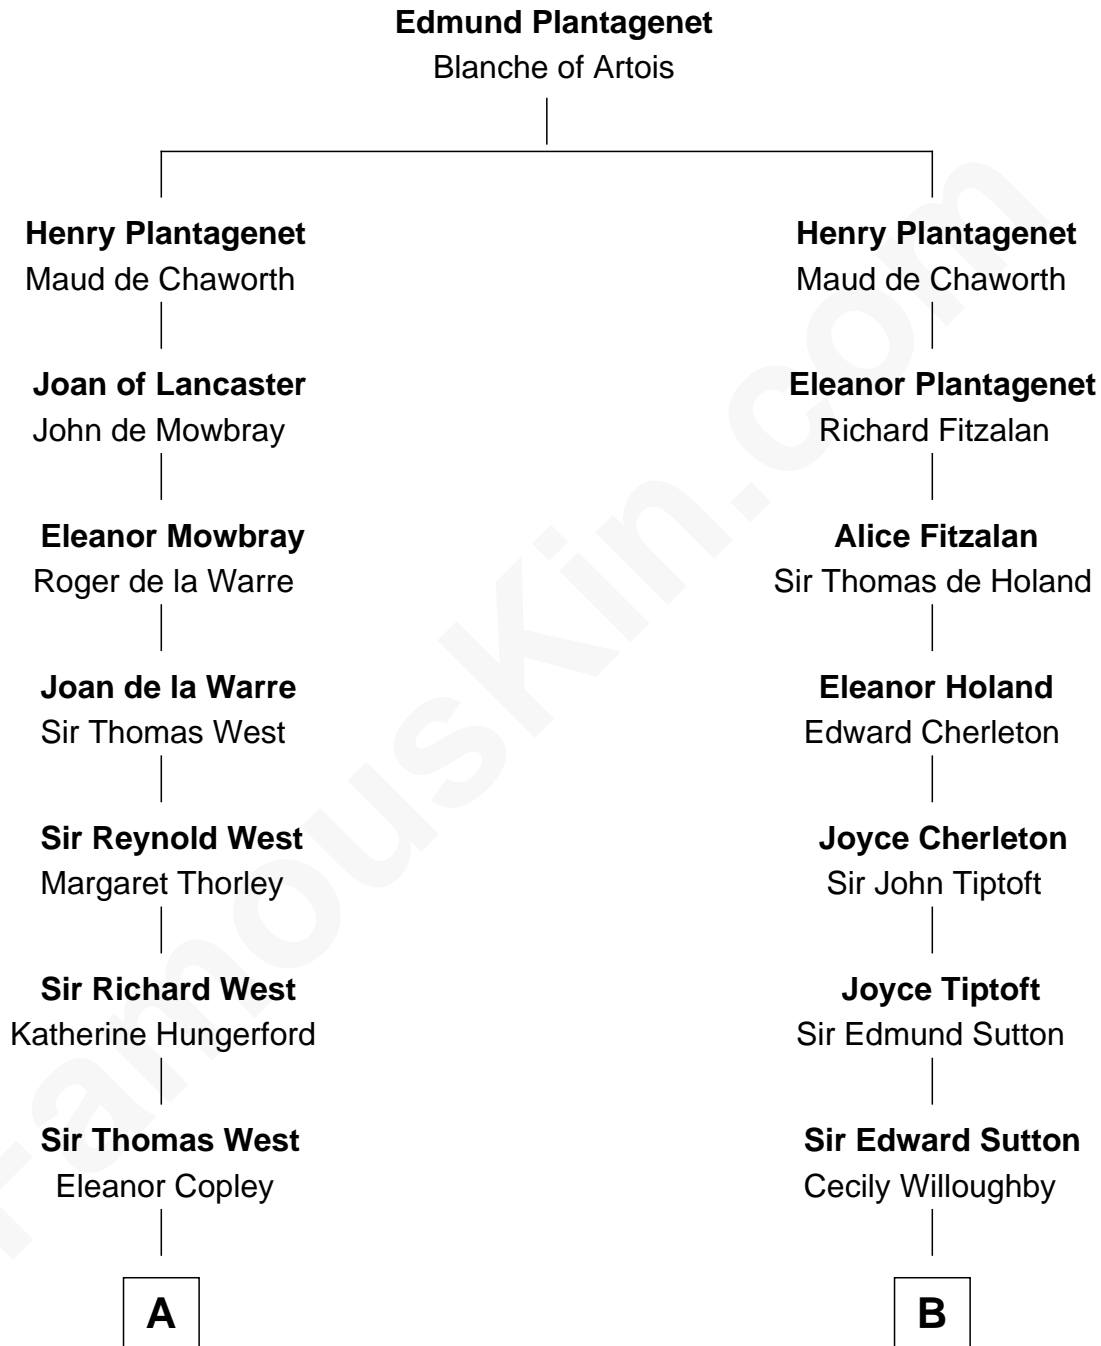 Edmund Plantagenet
Blanche of Artois
Henry Plantagenet
Maud de Chaworth
Henry Plantagenet
Maud de Chaworth
Joan of Lancaster
John de Mowbray
Eleanor Plantagenet
Richard Fitzalan
Eleanor Mowbray
Roger de la Warre
Alice Fitzalan
Sir Thomas de Holand
Joan de la Warre
Sir Thomas West
Eleanor Holand
Edward Cherleton
Sir Reynold West
Margaret Thorley
Joyce Cherleton
Sir John Tiptoft
Sir Richard West
Katherine Hungerford
Joyce Tiptoft
Sir Edmund Sutton
Sir Thomas West
Eleanor Copley
Sir Edward Sutton
Cecily Willoughby
A
B
FamousKin.com